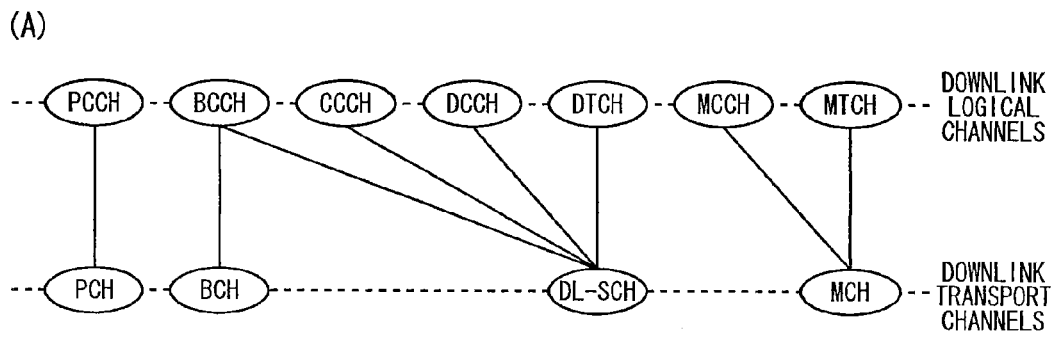 (A)
PCCH BCCH CCCH DCCH DTCH MCCH MTCH
DOWNLINK
LOGICAL
CHANNELS
PCH BCH DL-SCH MCH
DOWNLINK
TRANSPORT
CHANNELS